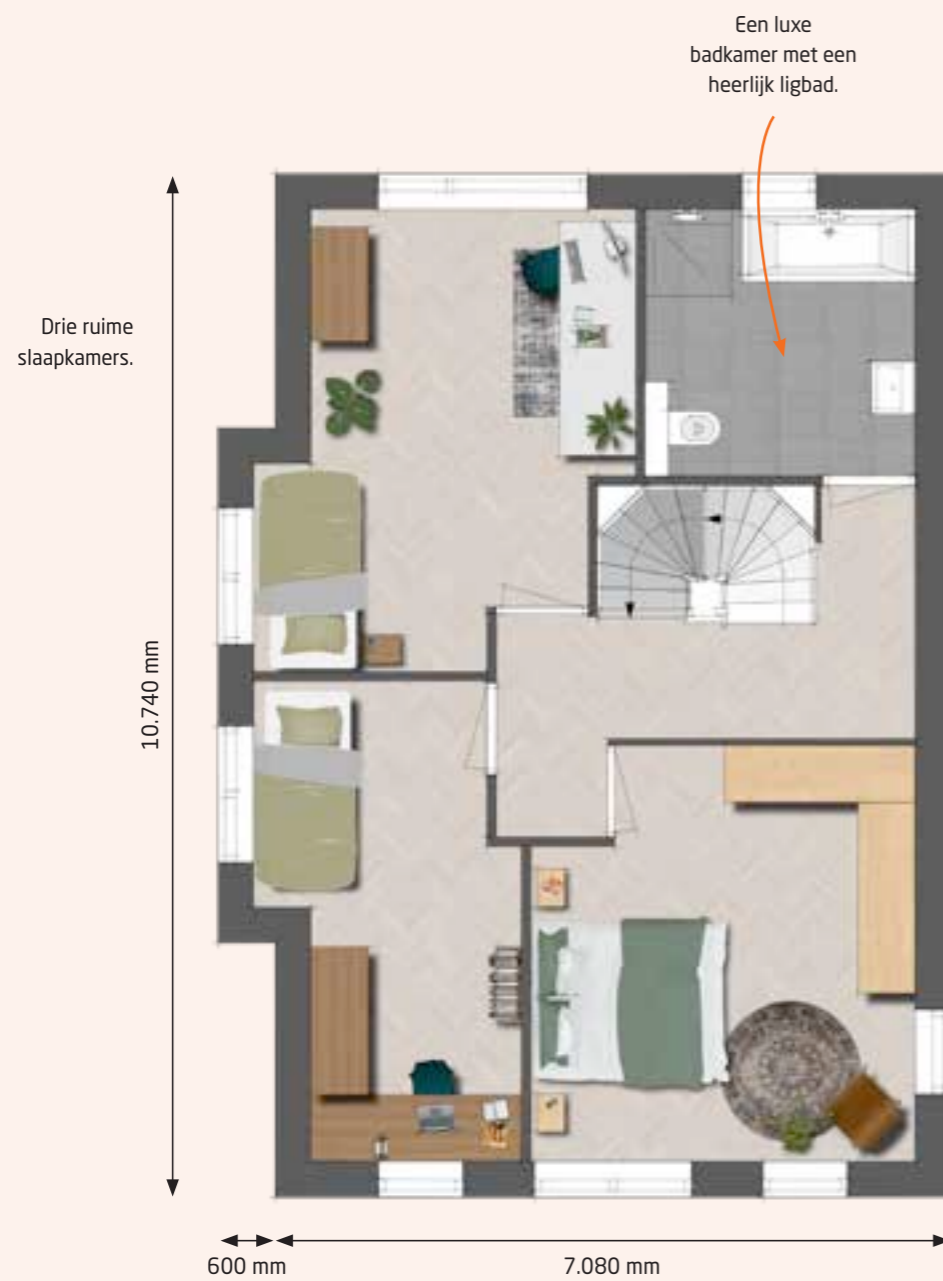 Een luxe
badkamer met een
heerlijk ligbad.
Drie ruime
slaapkamers.
10.740 mm
600 mm
7.080 mm